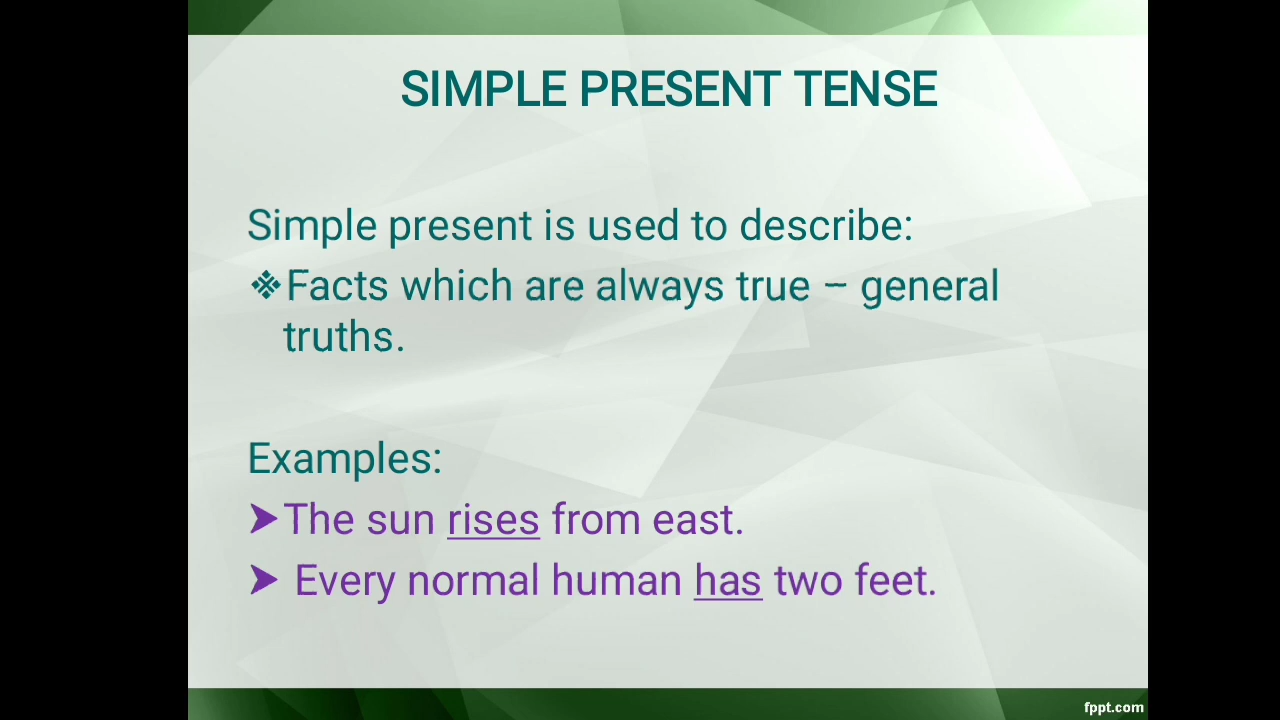 SIMPLE PRESENT TENSE
Simple present is used to describe:
❖Facts which are always true – general
truths.
Examples:
➤The sun rises from east.
➤ Every normal human has two feet.
fppt.com